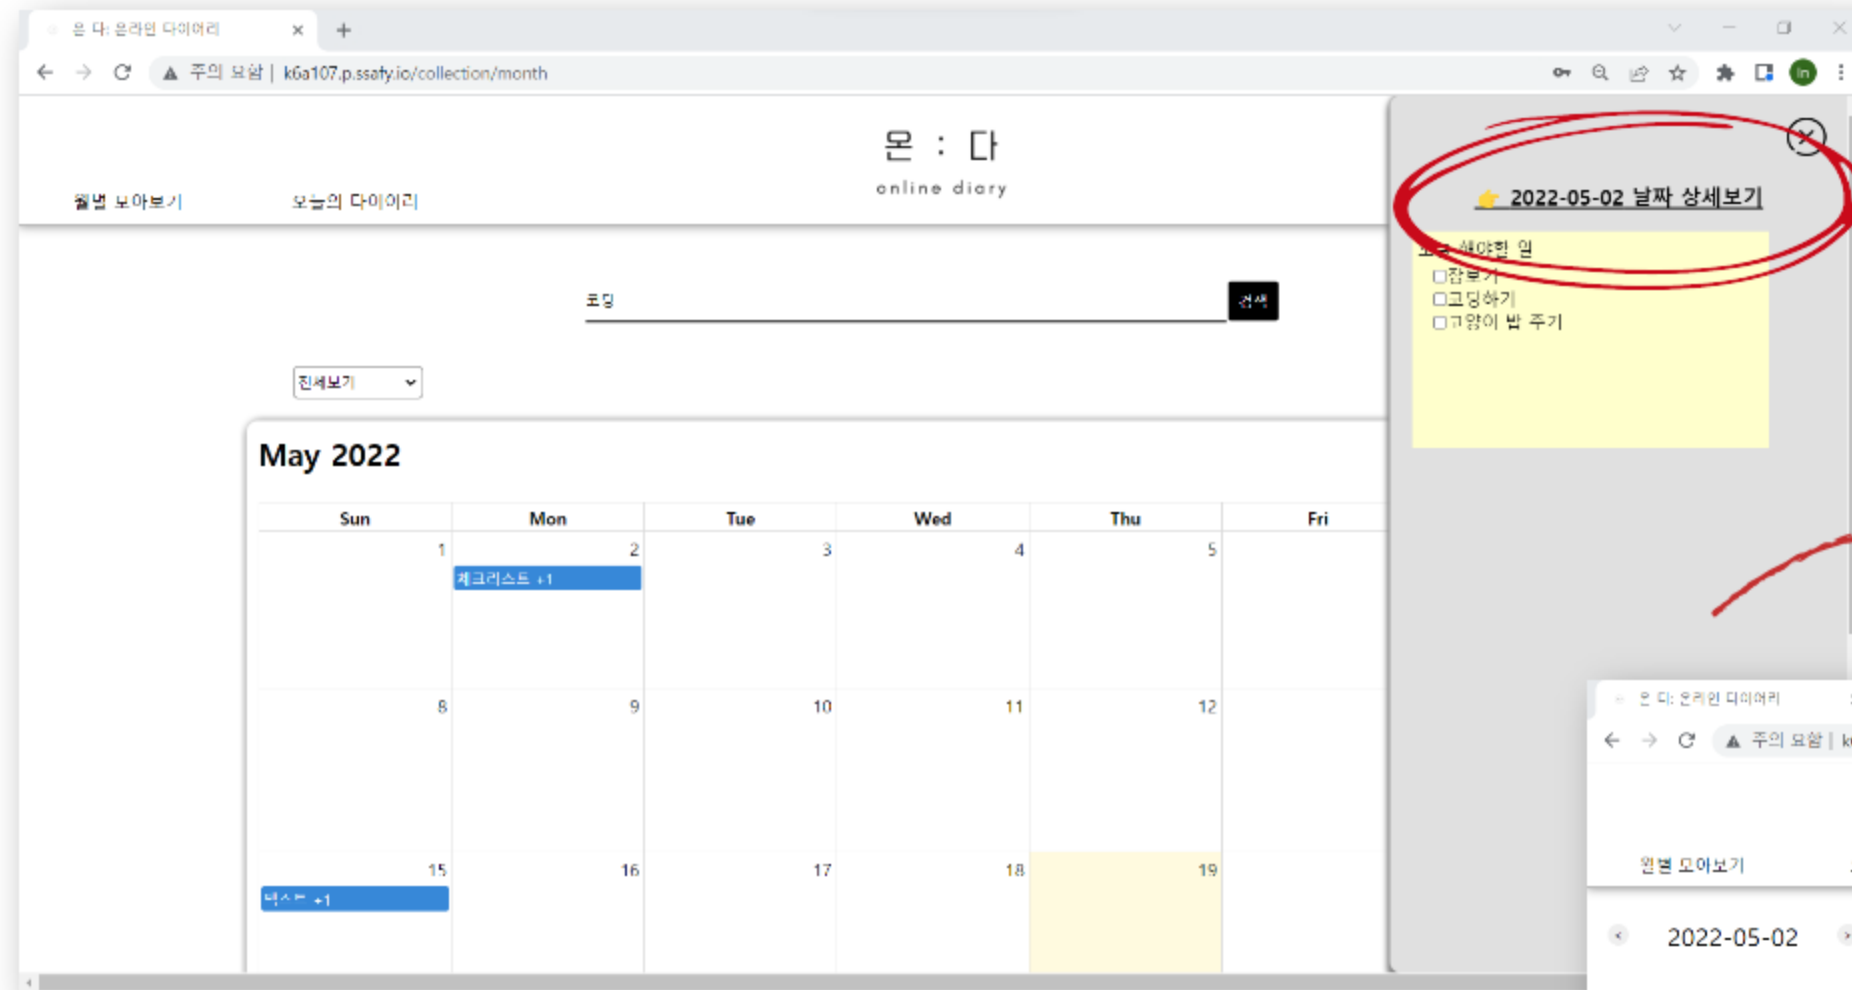 온 다: 온라인 다이어리
주의 요함 | k6a107.p.ssafy.io/collection/month
In
온 : 다
online diary
월별 모아보기
오늘의 다이어리
👉 2022-05-02 날짜 상세보기
해야할 일
장보기
코딩하기
고양이 밥 주기
코딩
검색
전체보기
May 2022
Sun Mon Tue Wed Thu Fri
1 2 3 4 5
체크리스트 +1
8 9 10 11 12
15 16 17 18 19
텍스트 +1
온 다: 온라인 다이어리
주의 요함
월별 모아보기
2022-05-02